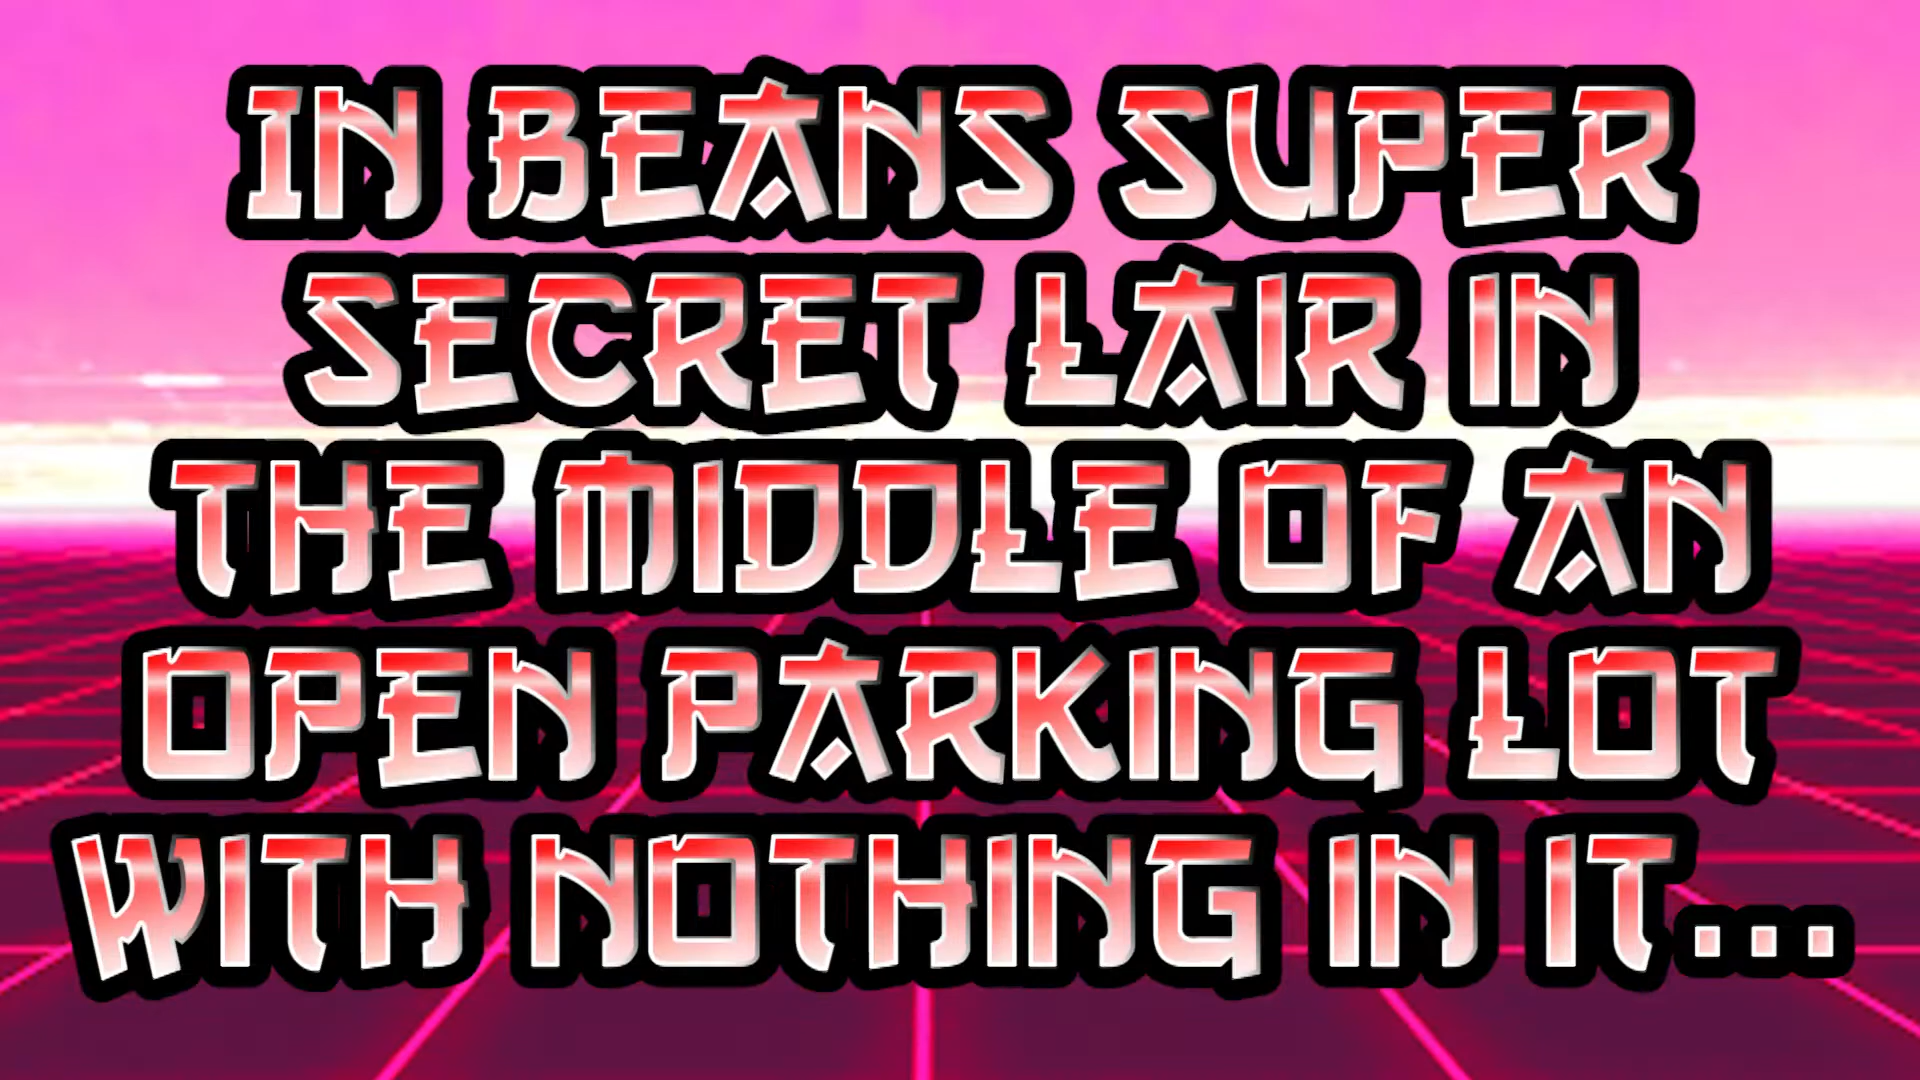 IN BEANS SUPER
SECRET LAIR IN
THE MIDDLE OF AN
OPEN PARKING LOT
WITH NOTHING IN IT...